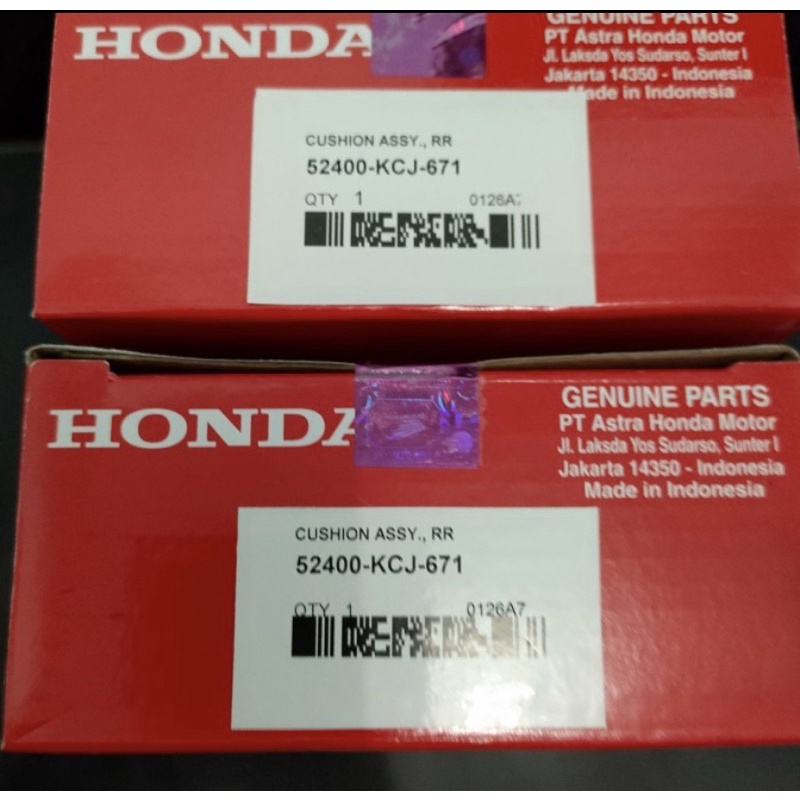 HONDA
GENUINE PARTS
PT Astra Honda Motor
Jl. Laksda Yos Sudarso, Sunter I
Jakarta 14350 - Indonesia
Made in Indonesia
CUSHION ASSY., RR
52400-KCJ-671
QTY 1 0126A
HONDA
GENUINE PARTS
PT Astra Honda Motor
Jl. Laksda Yos Sudarso, Sunter I
Jakarta 14350 - Indonesia
Made in Indonesia
CUSHION ASSY., RR
52400-KCJ-671
QTY 1 0126A7